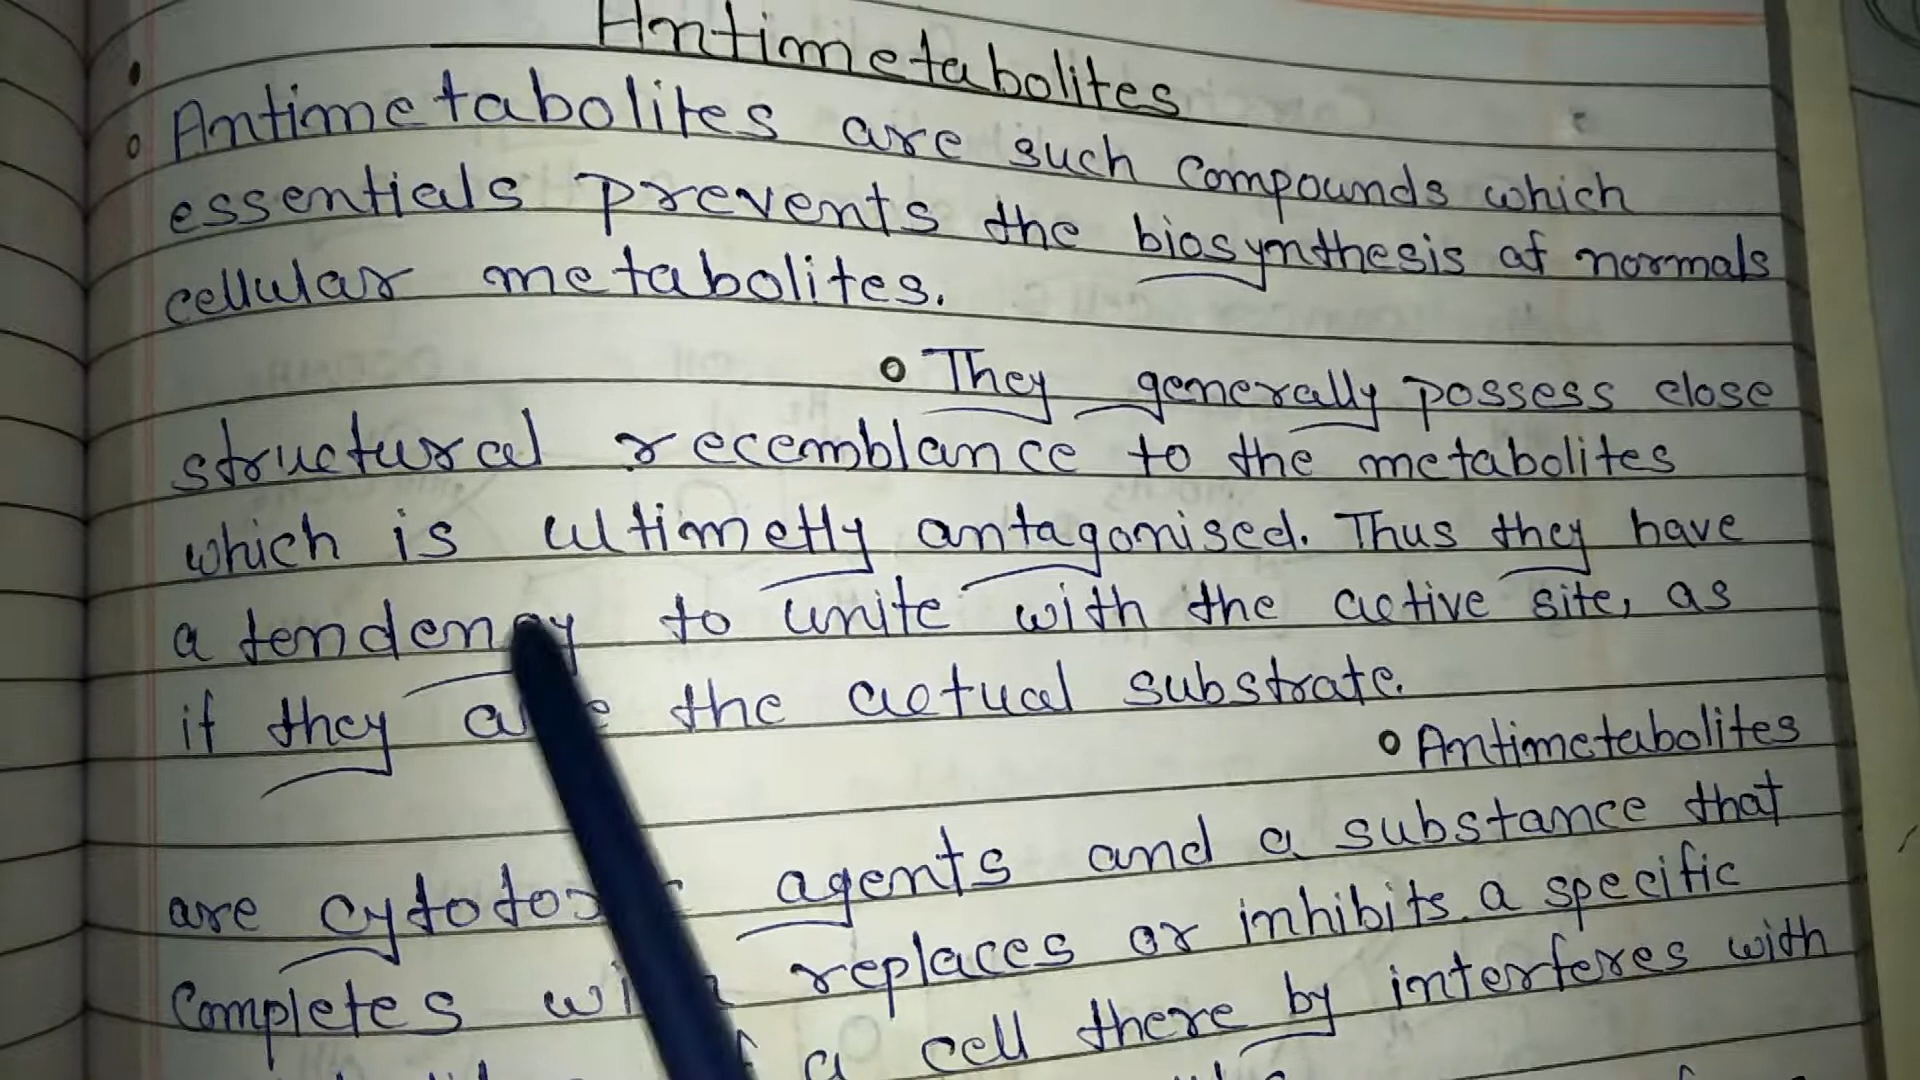 Antimetabolites
Antimetabolites are such compounds which
essentials prevents the biosynthesis of normals
cellular metabolites.
They generally possess close
structural recemblance to the metabolites
which is ultimetly antagonised. Thus they have
a tendency to unite with the active site, as
if they are the actual substrate.
Antimetabolites
are agents and a substance that
Completes replaces or inhibits a specific
a cell there by interferes with